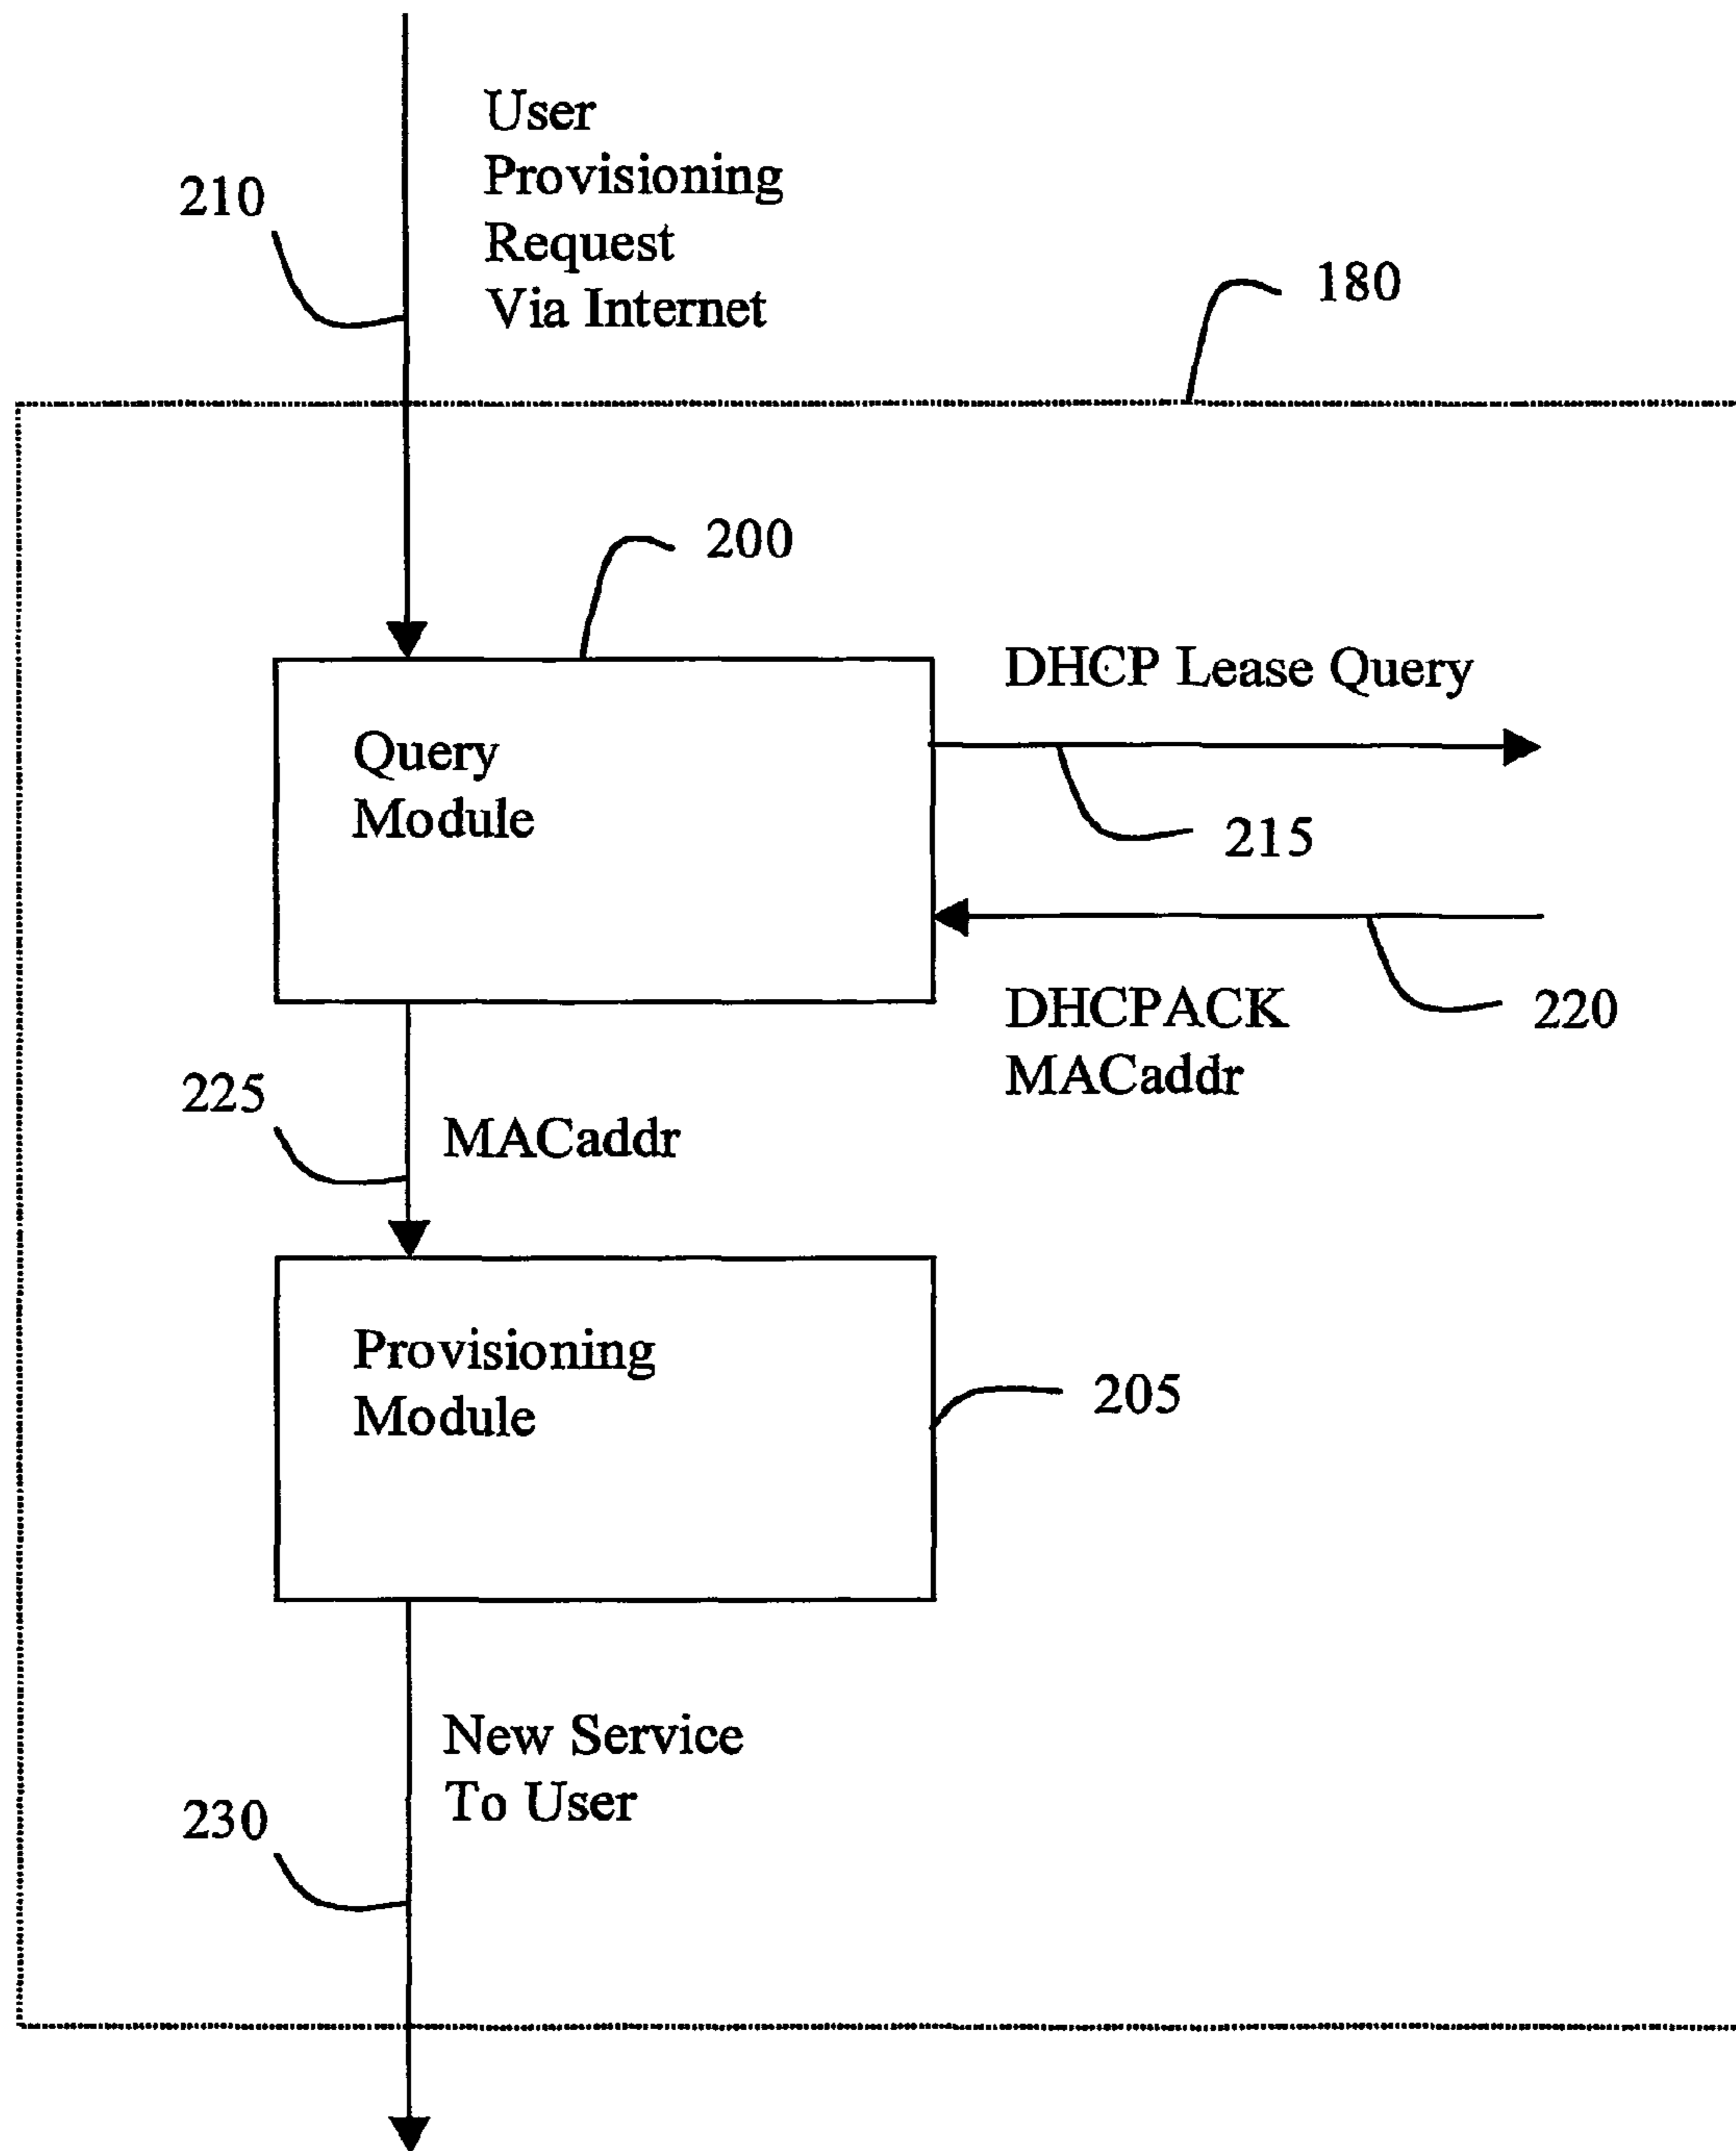 User
Provisioning
Request
Via Internet
210
180
200
DHCP Lease Query
Query
Module
215
DHCPACK
MACaddr
220
225
MACaddr
Provisioning
Module
205
New Service
To User
230